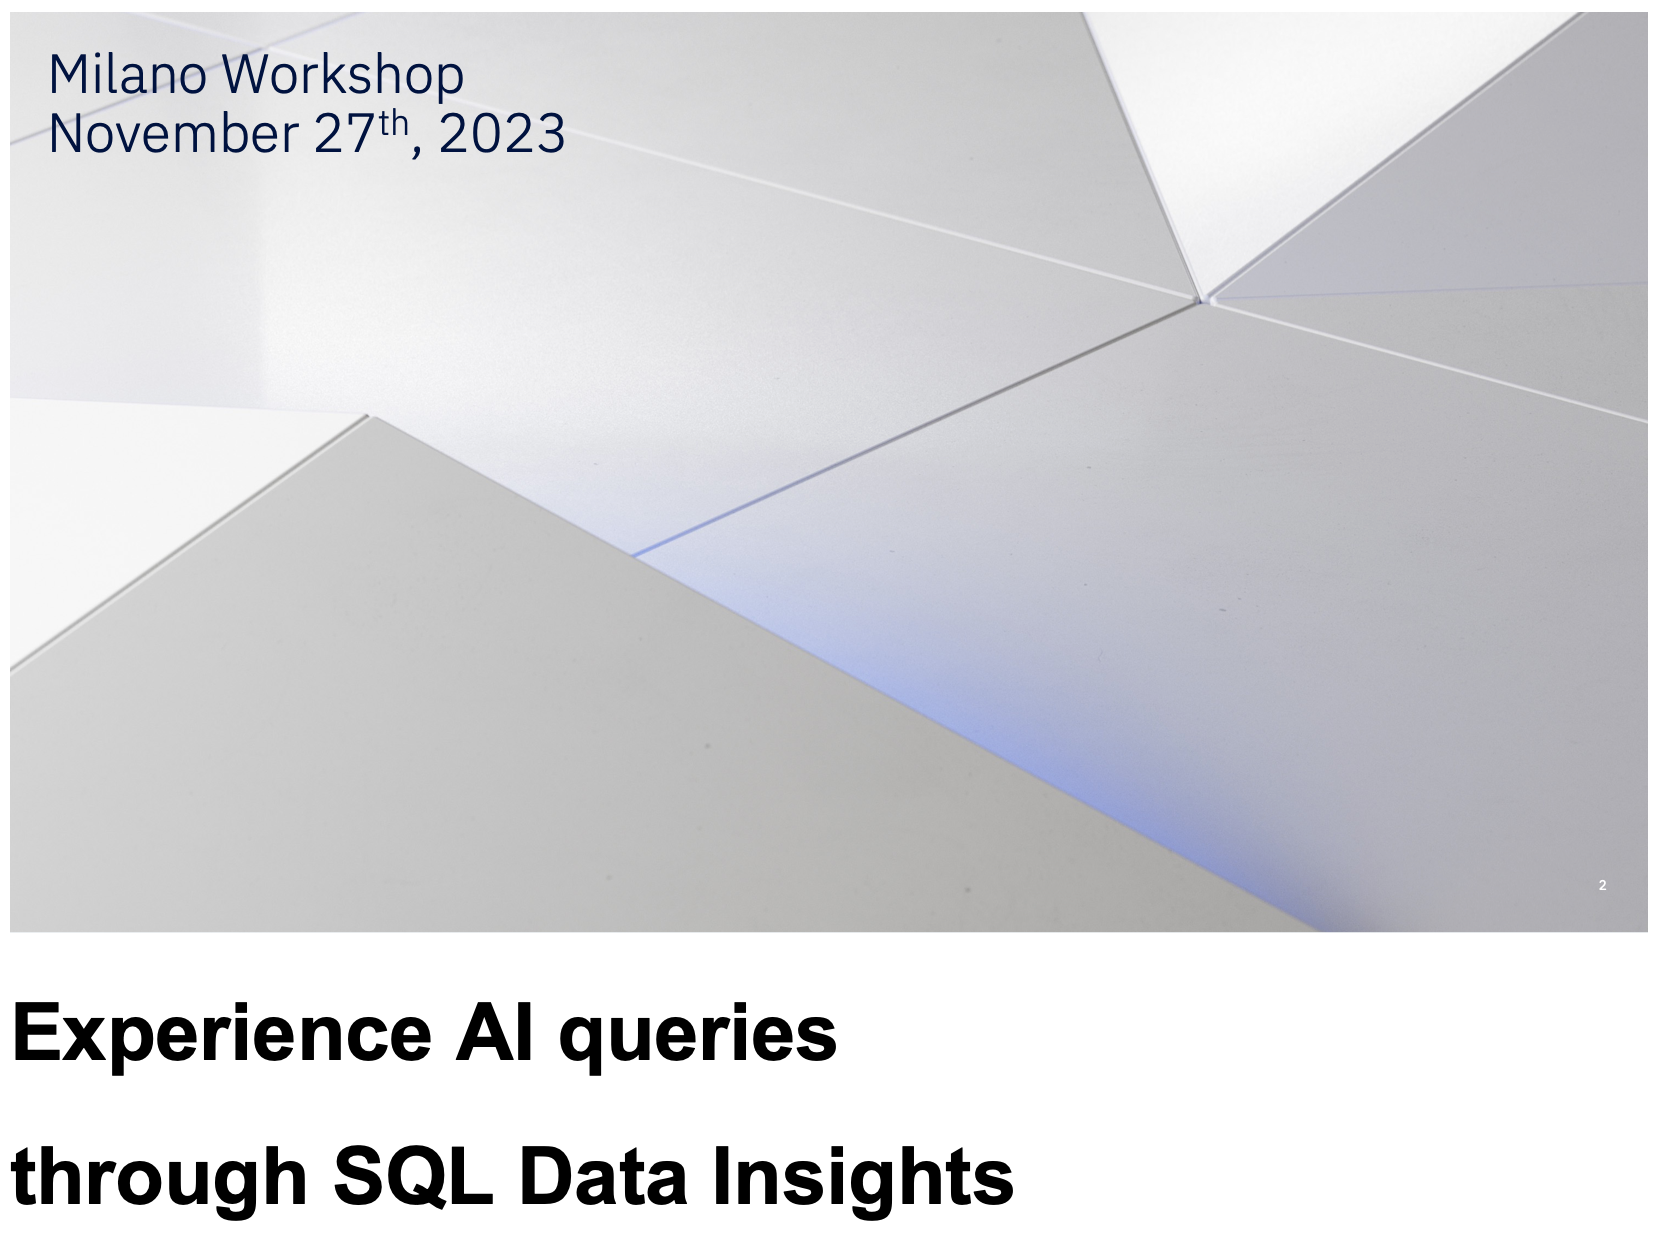 Milano Workshop
November 27th, 2023
2
Experience AI queries
through SQL Data Insights